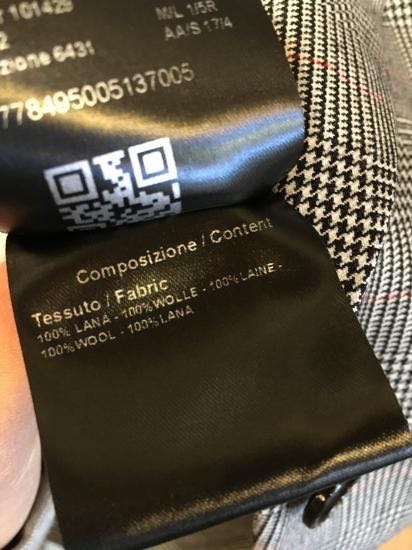 101429
M/L 1/5R
2
AA/S 17/4
zione 6431
778495005137005
Composizione / Content
Tessuto / Fabric
100% LANA - 100%WOLLE - 100%LAINE -
100%WOOL - 100%LANA